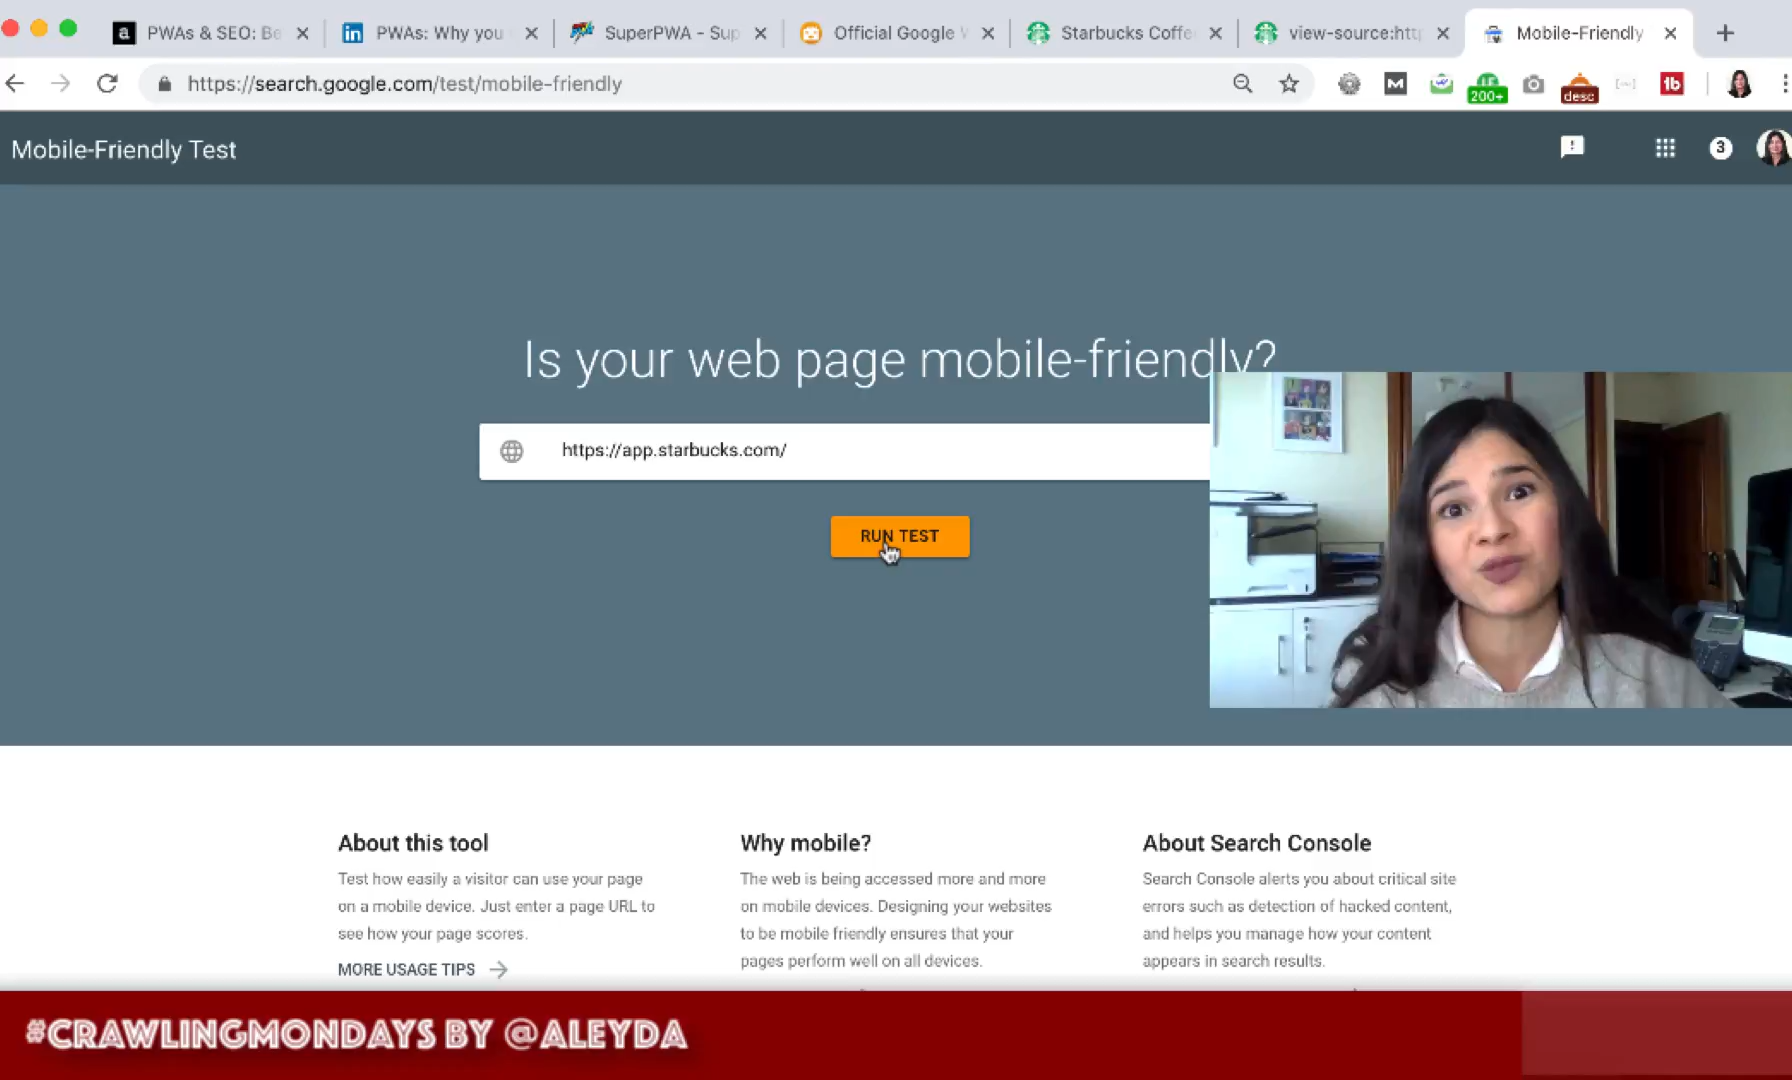 PWAs & SEO: Be
PWAs: Why you
SuperPWA - Sup
Official Google
Starbucks Coffe
view-source:htt
Mobile-Friendly
https://search.google.com/test/mobile-friendly
200+
desc
Mobile-Friendly Test
3
Is your web page mobile-friendly?
https://app.starbucks.com/
RUN TEST
About this tool
Test how easily a visitor can use your page
on a mobile device. Just enter a page URL to
see how your page scores.
MORE USAGE TIPS
Why mobile?
The web is being accessed more and more
on mobile devices. Designing your websites
to be mobile friendly ensures that your
pages perform well on all devices.
About Search Console
Search Console alerts you about critical site
errors such as detection of hacked content,
and helps you manage how your content
appears in search results.
#CRAWLINGMONDAYS BY @ALEYDA